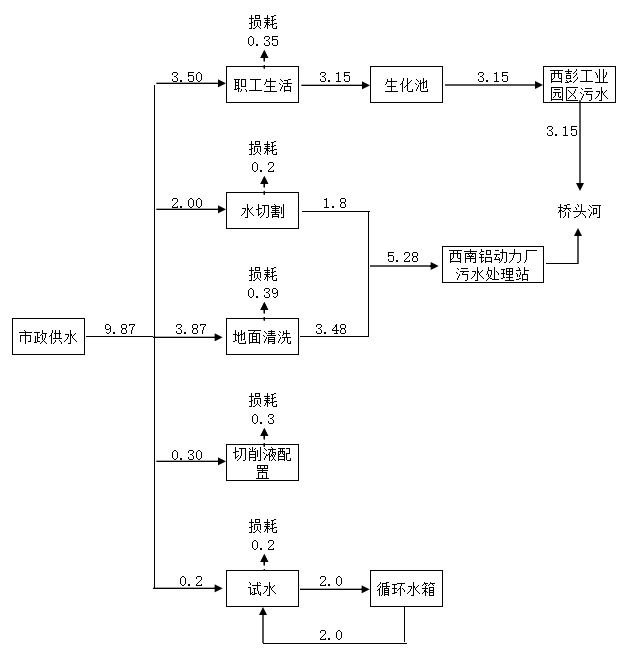 损耗
0.35
3.50
职工生活
3.15
生化池
3.15
西彭工业
园区污水
3.15
损耗
0.2
2.00
水切割
1.8
桥头河
5.28
西南铝动力厂
污水处理站
损耗
0.39
市政供水
9.87
3.87
地面清洗
3.48
损耗
0.3
0.30
切削液配
置
损耗
0.2
0.2
试水
2.0
循环水箱
2.0